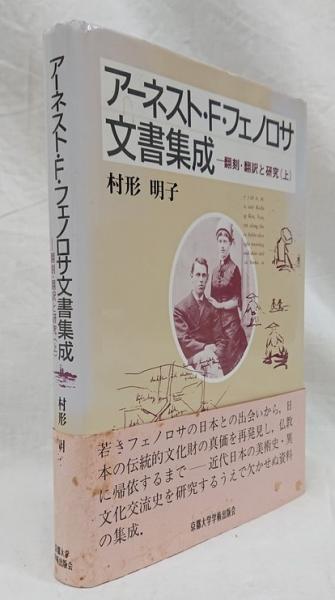 アーネスト・F・フェノロサ
文書集成―翻刻・翻訳と研究(上)
村形 明子
若きフェノロサの日本との出会いから、日
本の伝統的文化財の真価を再発見し、仏教
に帰依するまで――近代日本の美術史・異
文化交流史を研究するうえで欠かせぬ資料
の集成.
京都大学学術出版会
アーネスト・F・フェノロサ文書集成
―翻刻・翻訳と研究(上)
村形
京都大学学術出版会